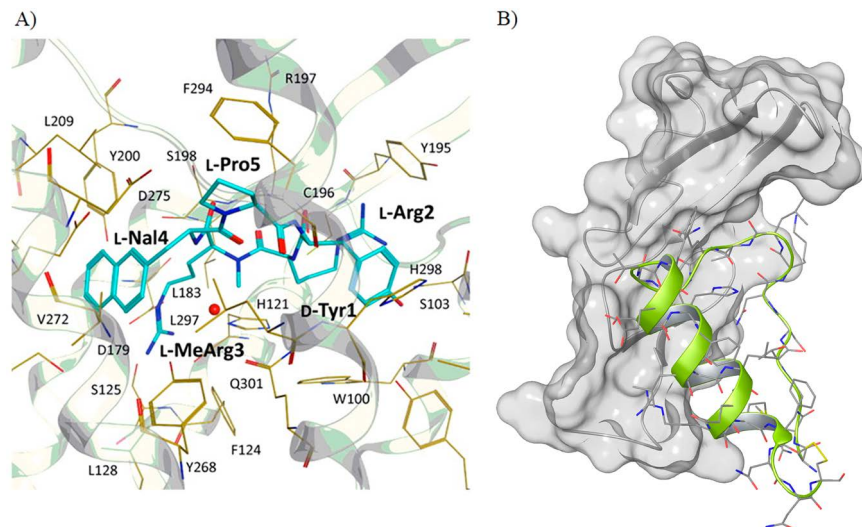 A)
B)
R197
F294
L209
Y195
Y200
S198
L-Pro5
D275
C196
L-Arg2
L-Nal4
H298
L183
S103
H121
D-Tyr1
V272
L297
D179
L-MeArg3
S125
Q301
W100
F124
L128
Y268